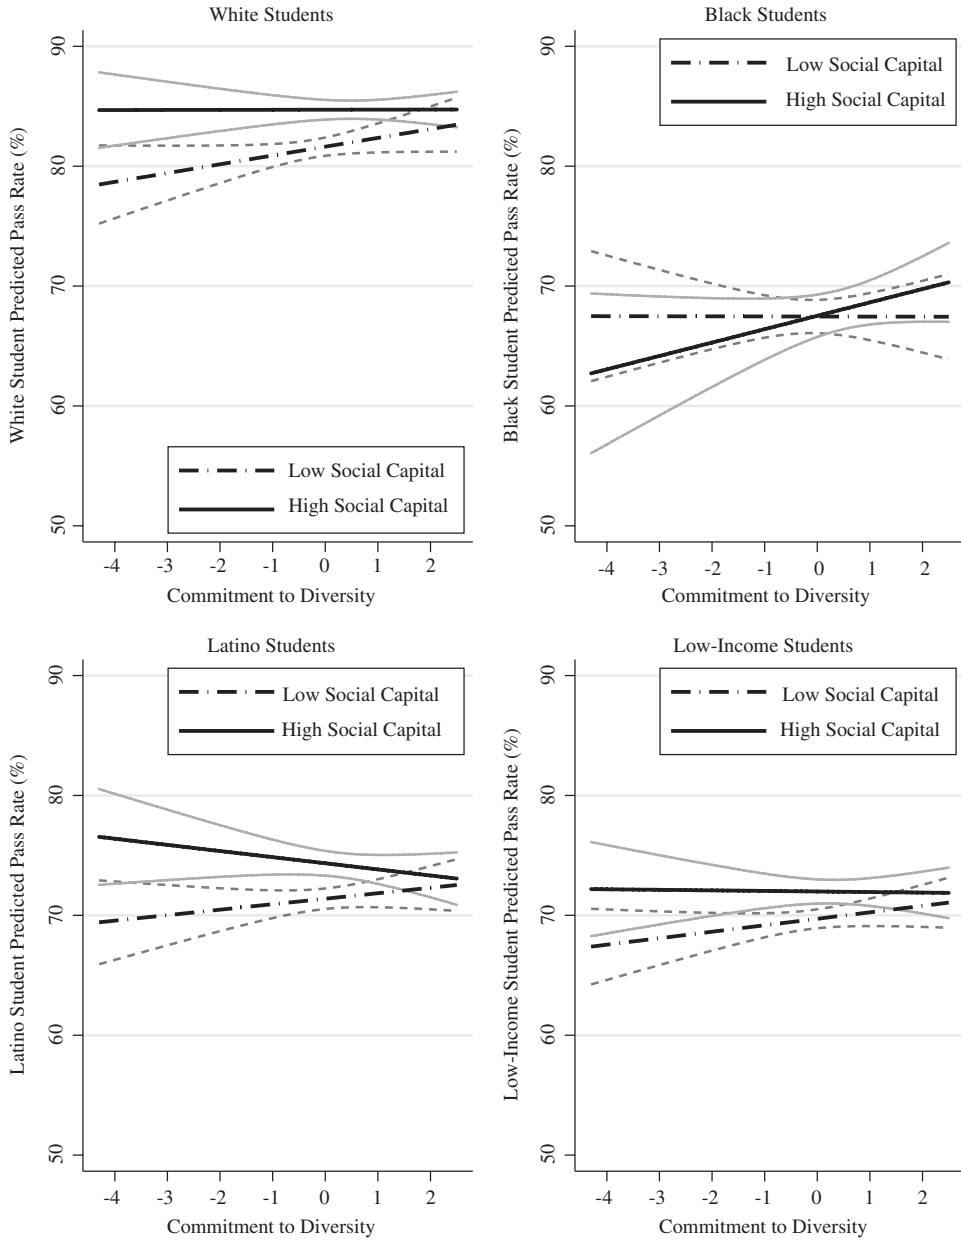 White Students
White Student Predicted Pass Rate (%)
90
80
70
60
50
Low Social Capital
High Social Capital
-4 -3 -2 -1 0 1 2
Commitment to Diversity
Black Students
Black Student Predicted Pass Rate (%)
90
80
70
60
50
Low Social Capital
High Social Capital
-4 -3 -2 -1 0 1 2
Commitment to Diversity
Latino Students
Latino Student Predicted Pass Rate (%)
90
80
70
60
50
Low Social Capital
High Social Capital
-4 -3 -2 -1 0 1 2
Commitment to Diversity
Low-Income Students
Low-Income Student Predicted Pass Rate (%)
90
80
70
60
50
Low Social Capital
High Social Capital
-4 -3 -2 -1 0 1 2
Commitment to Diversity